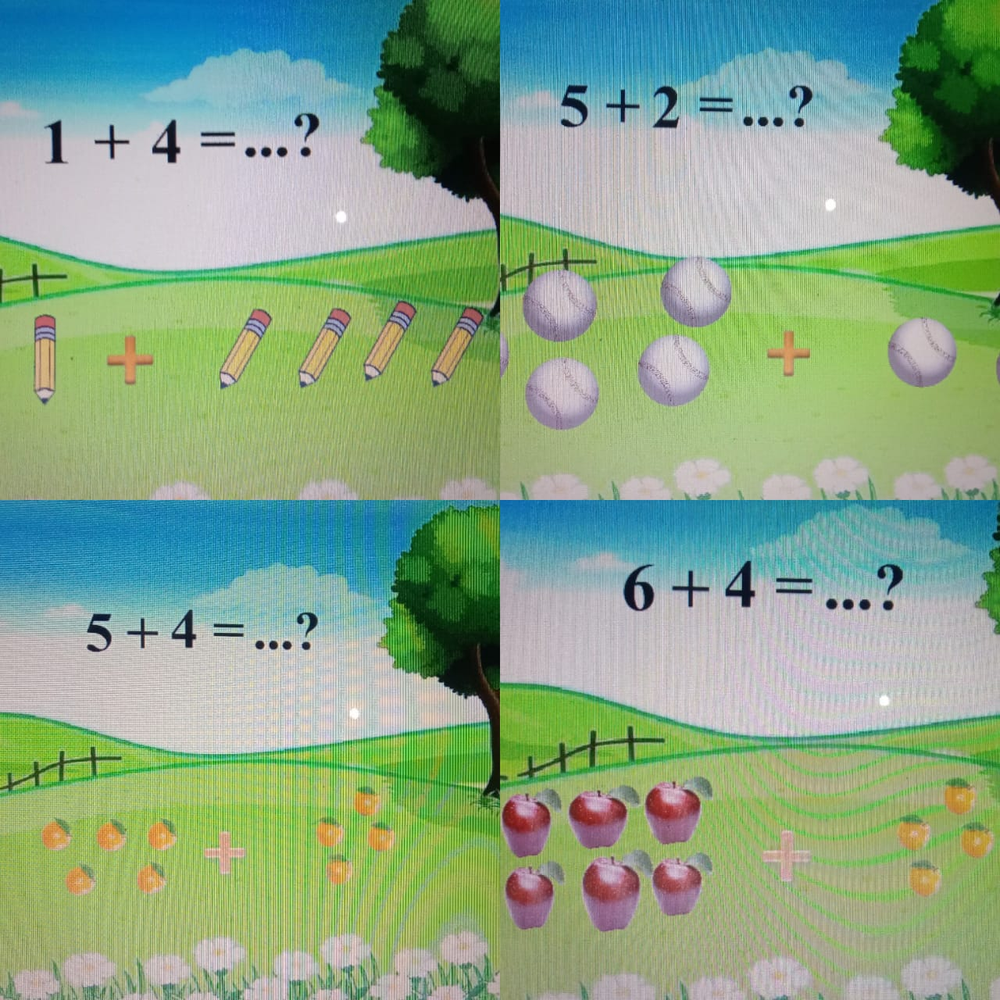 1 + 4 =...?
5 + 2 =...?
5 + 4 =...?
6 + 4 =...?